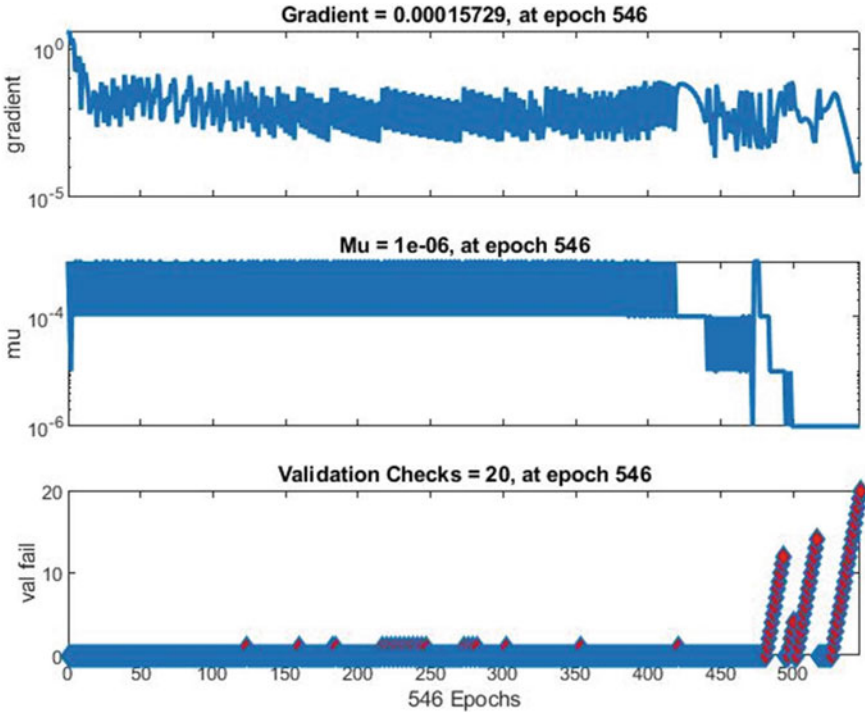 Gradient = 0.00015729, at epoch 546
10^0
gradient
10^-5
Mu = 1e-06, at epoch 546
10^-4
mu
10^-6
Validation Checks = 20, at epoch 546
20
val fail
10
0
0 50 100 150 200 250 300 350 400 450 500
546 Epochs